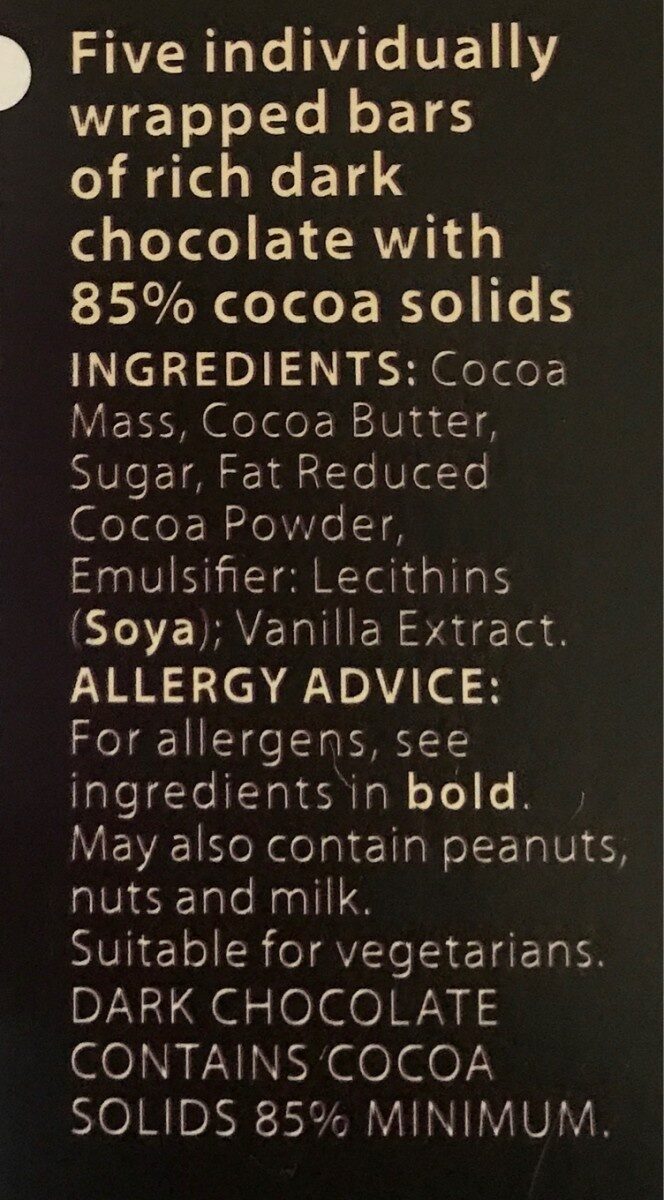 Five individually
wrapped bars
of rich dark
chocolate with
85% cocoa solids
INGREDIENTS: Cocoa
Mass, Cocoa Butter,
Sugar, Fat Reduced
Cocoa Powder,
Emulsifier: Lecithins
(Soya); Vanilla Extract.
ALLERGY ADVICE:
For allergens, see
ingredients in bold.
May also contain peanuts,
nuts and milk.
Suitable for vegetarians.
DARK CHOCOLATE
CONTAINS COCOA
SOLIDS 85% MINIMUM.